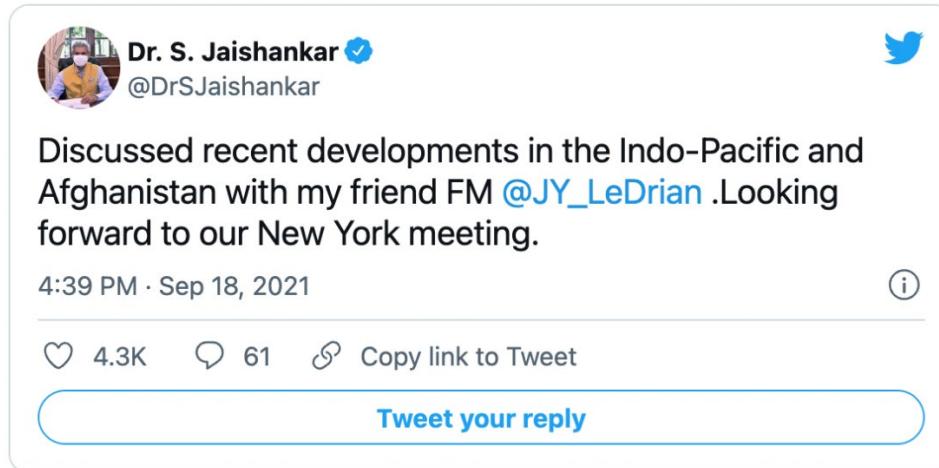 Dr. S. Jaishankar
@DrSJaishankar
Discussed recent developments in the Indo-Pacific and
Afghanistan with my friend FM @JY_LeDrian .Looking
forward to our New York meeting.
4:39 PM · Sep 18, 2021
4.3K 61 Copy link to Tweet
Tweet your reply